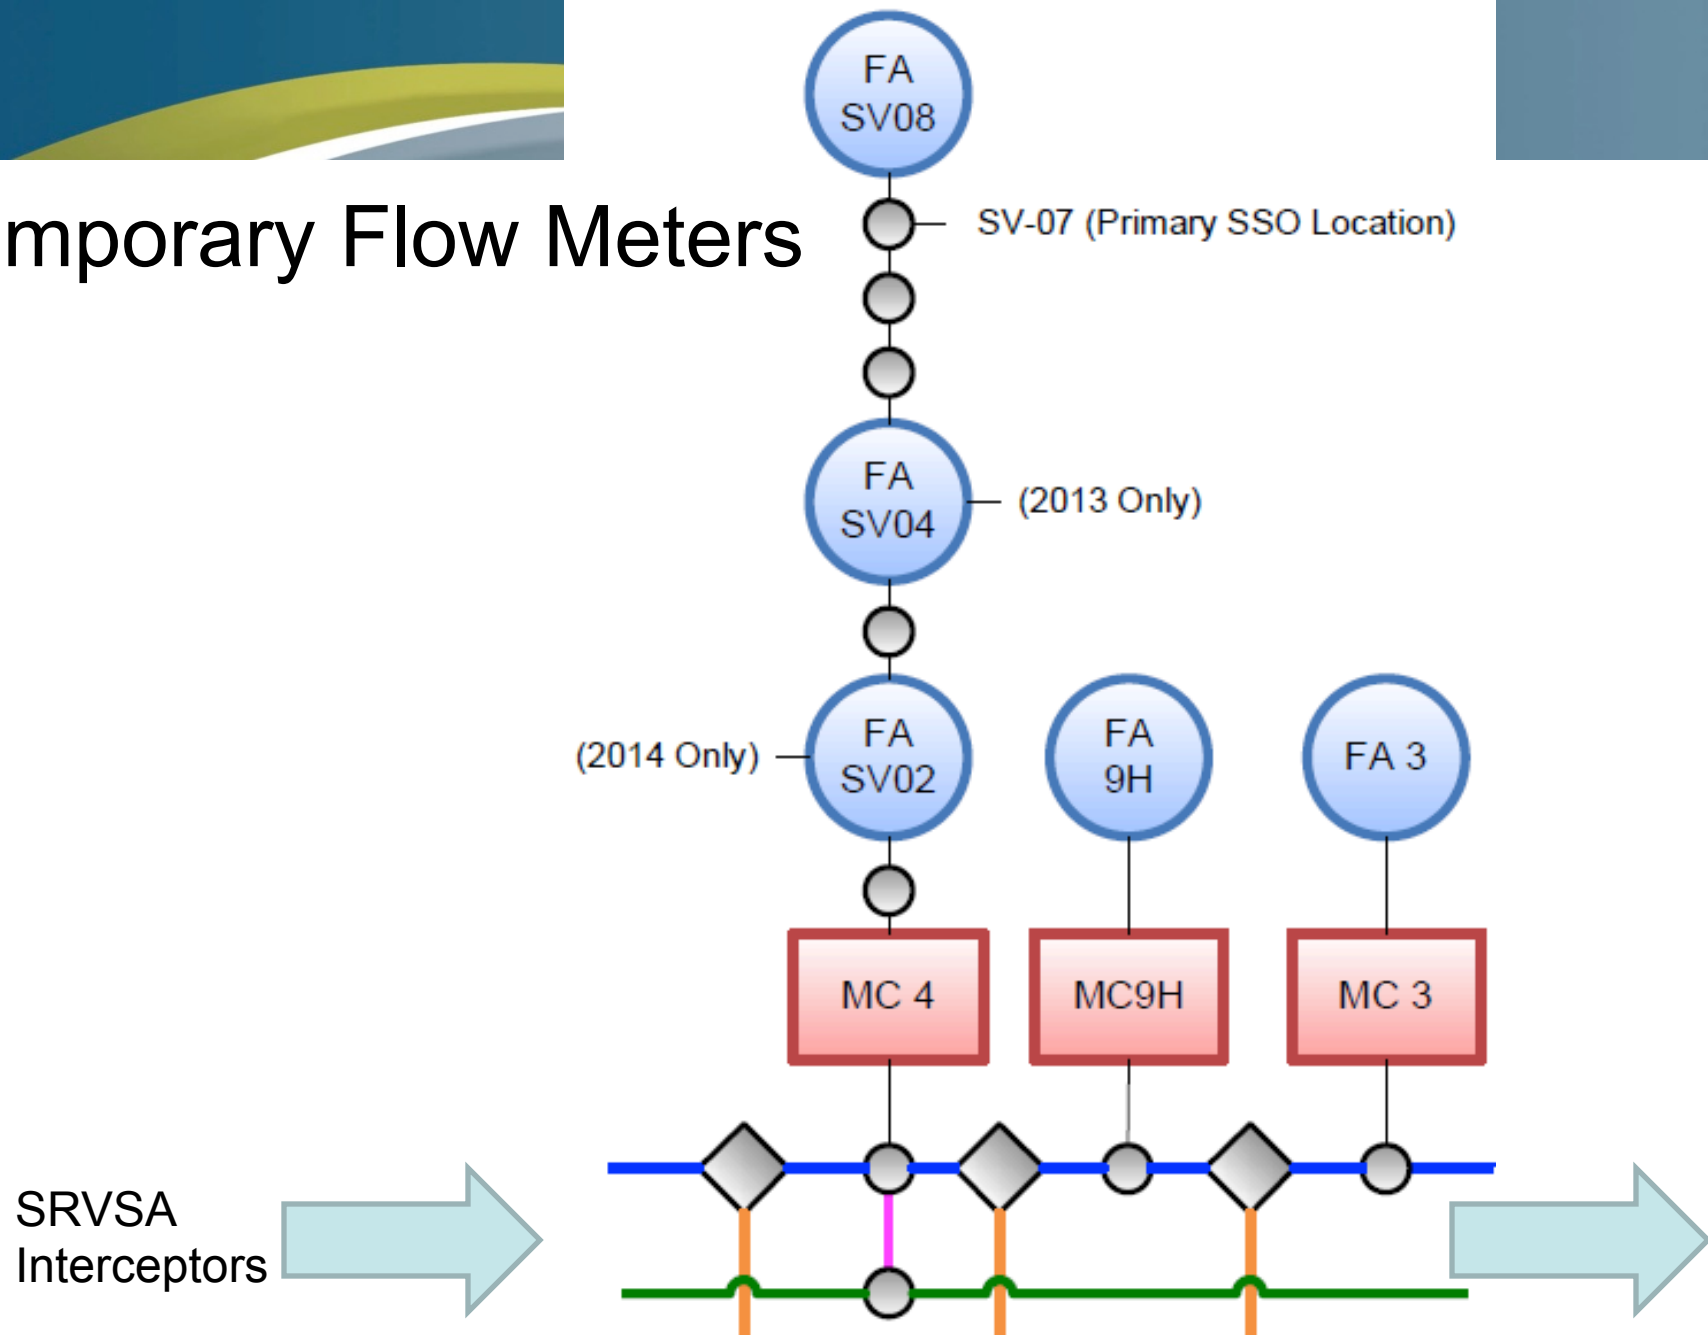 FA
SV08
mporary Flow Meters
SV-07 (Primary SSO Location)
FA
SV04
(2013 Only)
(2014 Only)
FA
SV02
FA
9H
FA 3
MC 4
MC9H
MC 3
SRVSA
Interceptors